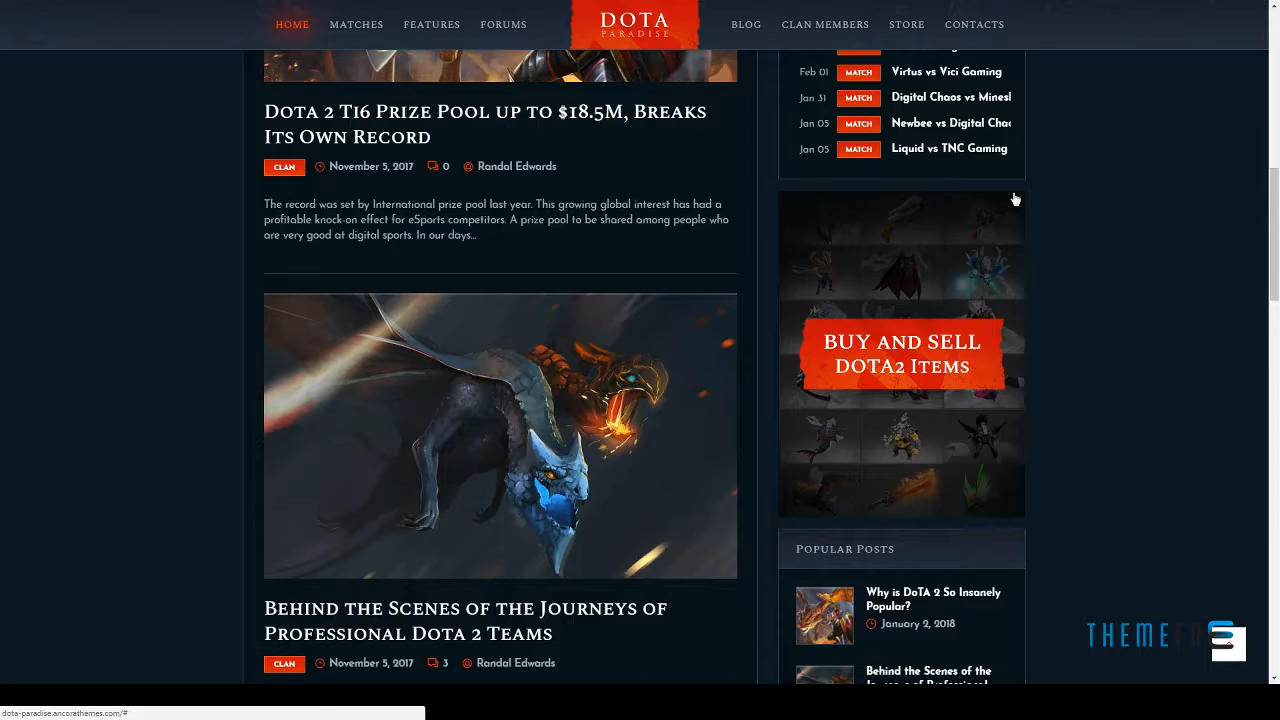 HOME
MATCHES
FEATURES
FORUMS
DOTA
PARADISE
BLOG
CLAN MEMBERS
STORE
CONTACTS
Dota 2 TI6 Prize Pool up to $18.5M, Breaks
Its Own Record
CLAN November 5, 2017 0 Randal Edwards
The record was set by International prize pool last year. This growing global interest has had a
profitable knock-on effect for eSports competitors. A prize pool to be shared among people who
are very good at digital sports. In our days...
Behind the Scenes of the Journeys of
Professional Dota 2 Teams
CLAN November 5, 2017 3 Randal Edwards
Feb 01 MATCH Virtus vs Vici Gaming
Jan 31 MATCH Digital Chaos vs Minesl
Jan 05 MATCH Newbee vs Digital Chao
Jan 05 MATCH Liquid vs TNC Gaming
BUY AND SELL
DOTA2 Items
Popular Posts
Why is DoTA 2 So Insanely
Popular?
January 2, 2018
Behind the Scenes of the
THEME
dota-paradise.ancorathemes.com/#